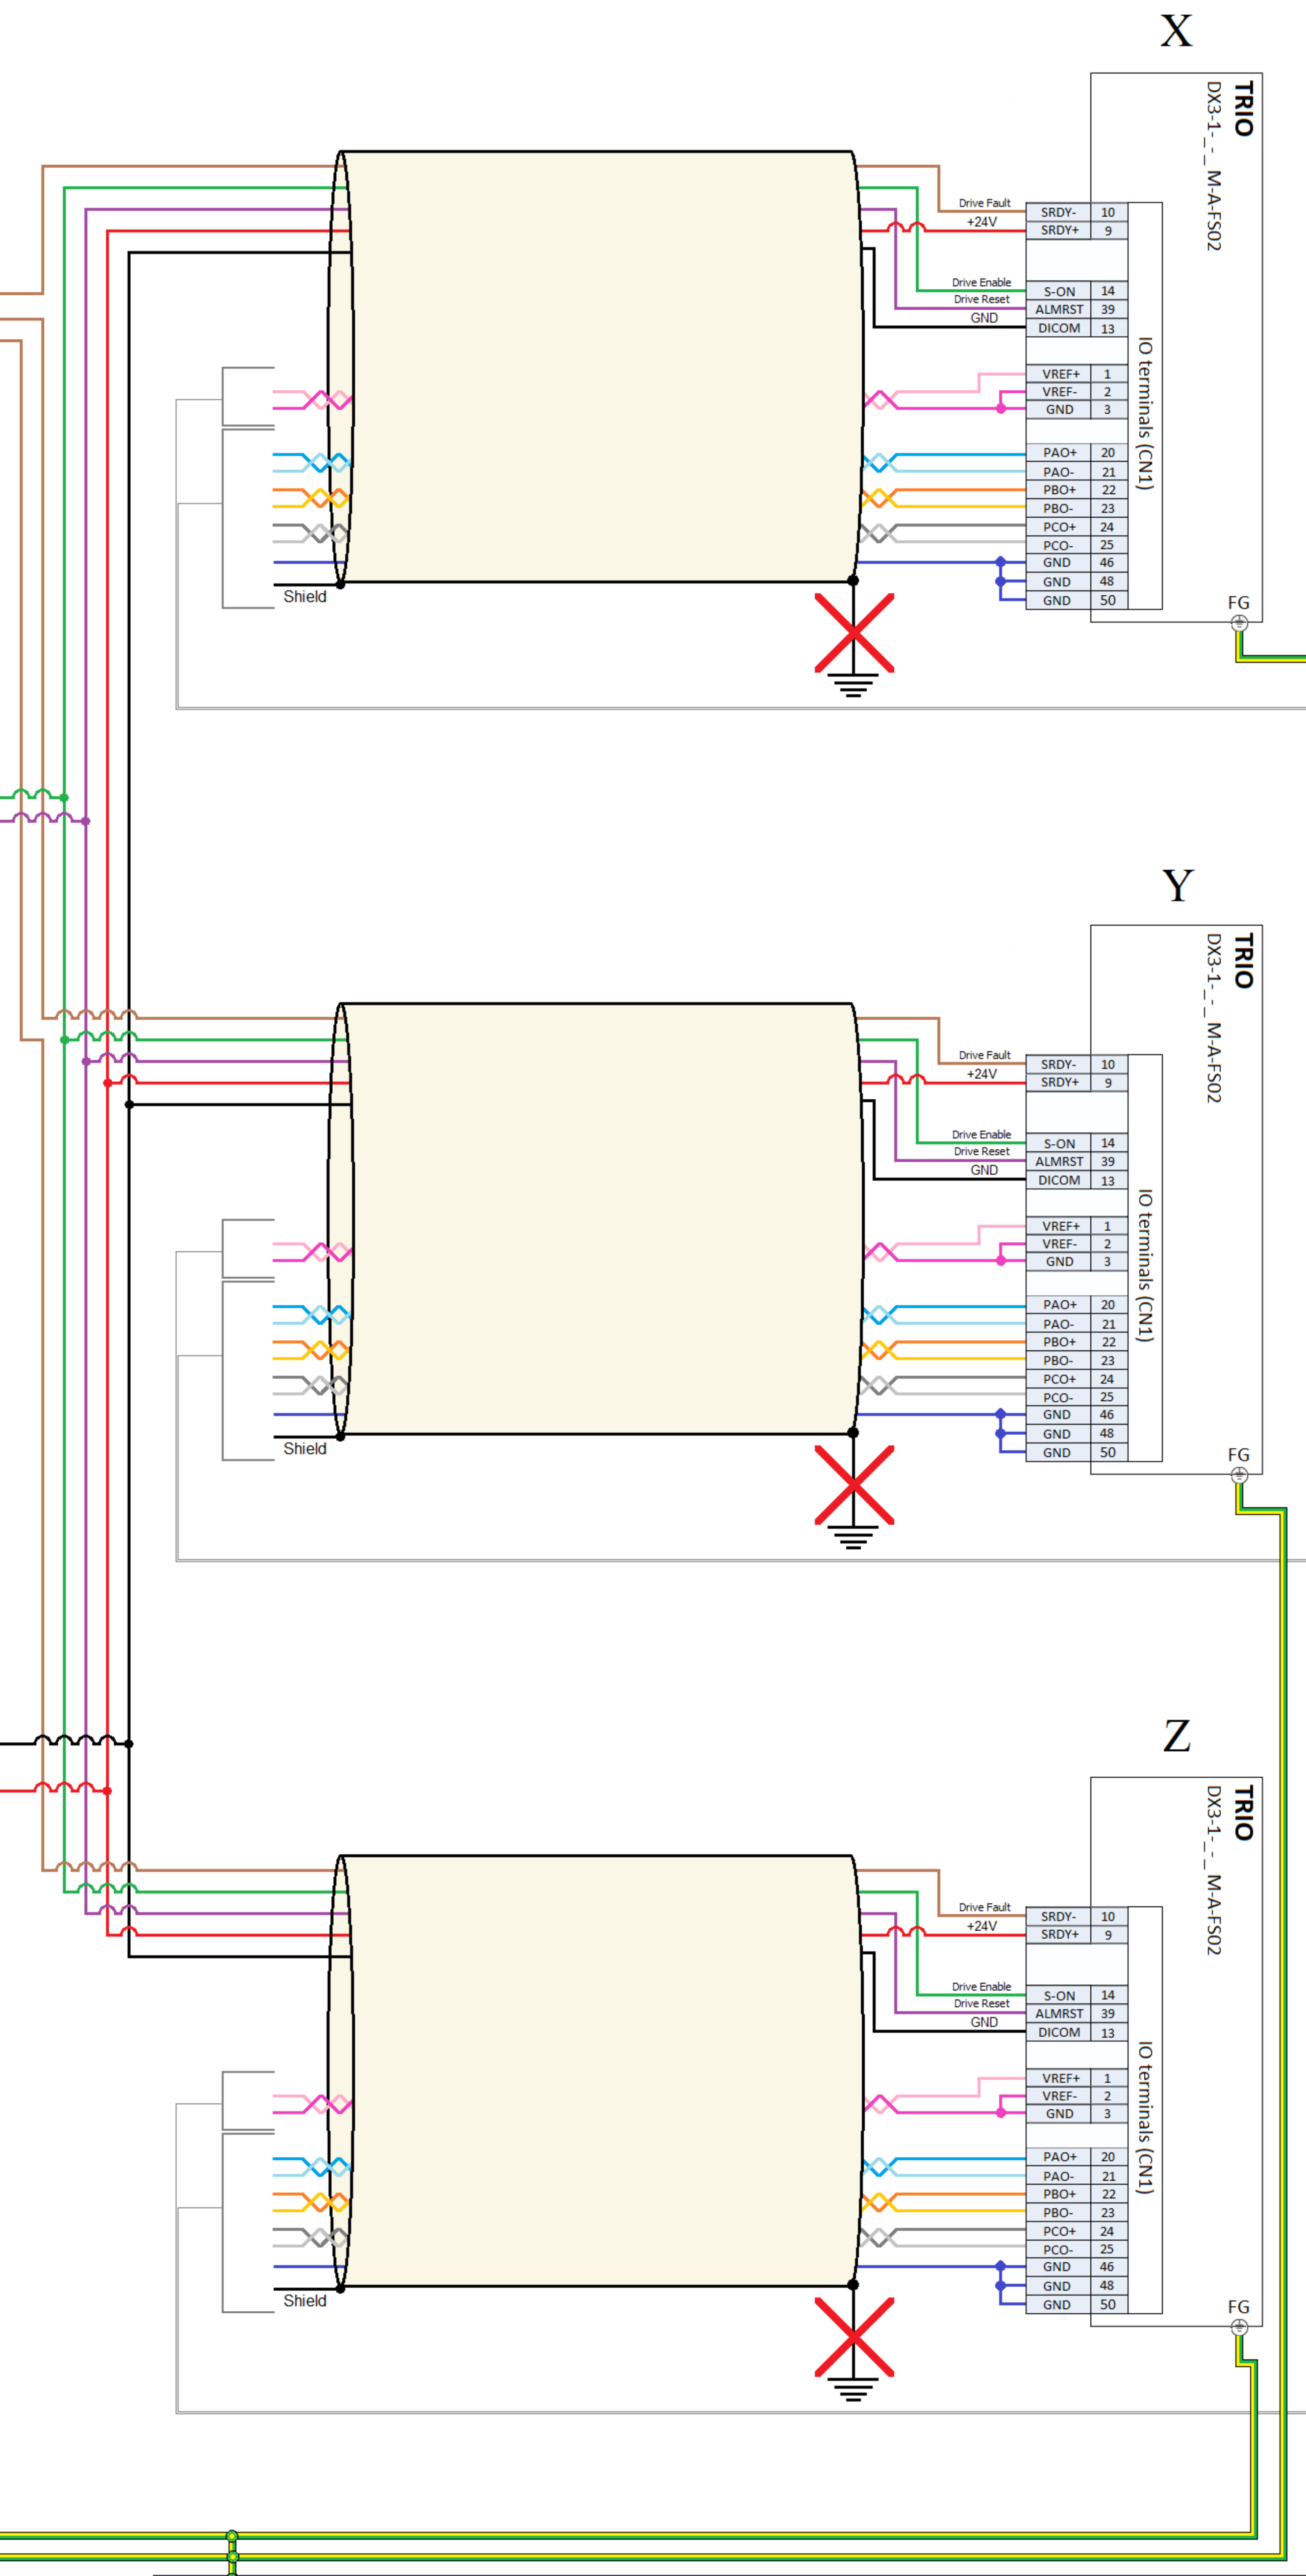 X
TRIO
DX3-1-_-_ M-A-FS02
Drive Fault
SRDY- 10
+24V
SRDY+ 9
Drive Enable
S-ON 14
Drive Reset
ALMRST 39
GND
DICOM 13
IO terminals (CN1)
VREF+ 1
VREF- 2
GND 3
PAO+ 20
PAO- 21
PBO+ 22
PBO- 23
PCO+ 24
PCO- 25
GND 46
GND 48
GND 50
Shield
FG
Y
TRIO
DX3-1-_-_ M-A-FS02
Drive Fault
SRDY- 10
+24V
SRDY+ 9
Drive Enable
S-ON 14
Drive Reset
ALMRST 39
GND
DICOM 13
IO terminals (CN1)
VREF+ 1
VREF- 2
GND 3
PAO+ 20
PAO- 21
PBO+ 22
PBO- 23
PCO+ 24
PCO- 25
GND 46
GND 48
GND 50
Shield
FG
Z
TRIO
DX3-1-_-_ M-A-FS02
Drive Fault
SRDY- 10
+24V
SRDY+ 9
Drive Enable
S-ON 14
Drive Reset
ALMRST 39
GND
DICOM 13
IO terminals (CN1)
VREF+ 1
VREF- 2
GND 3
PAO+ 20
PAO- 21
PBO+ 22
PBO- 23
PCO+ 24
PCO- 25
GND 46
GND 48
GND 50
Shield
FG